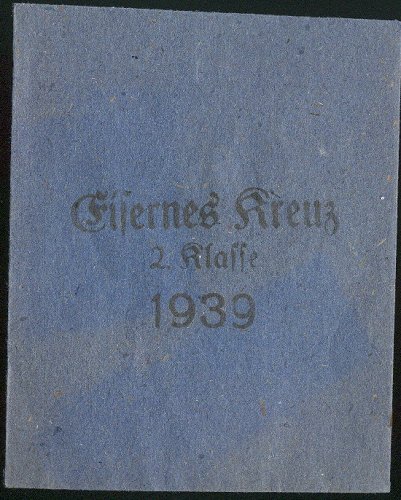 Eisernes Kreuz
2. Klasse
1939